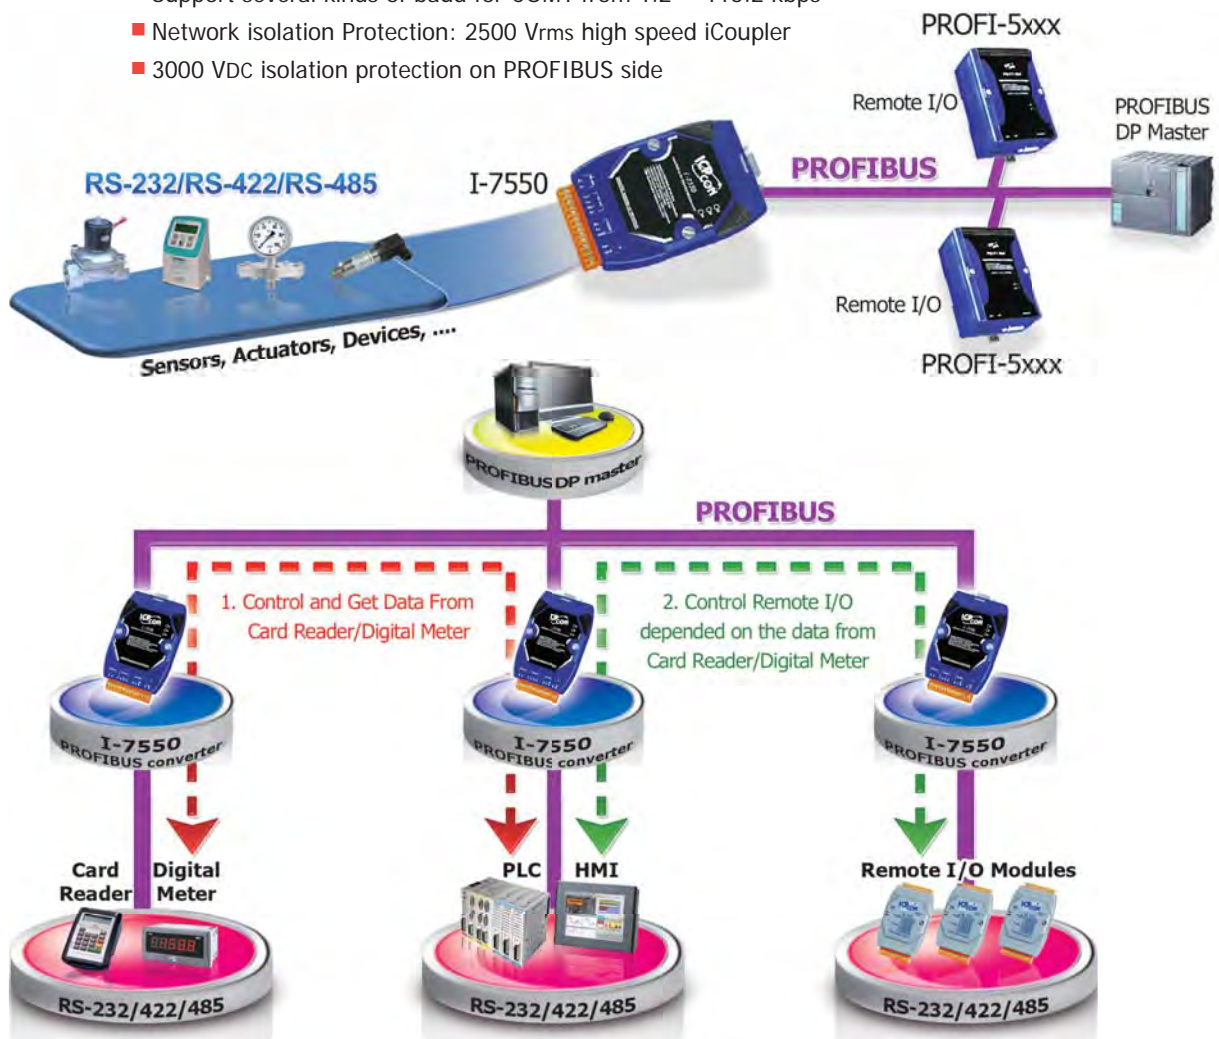 Network isolation Protection: 2500 Vrms high speed iCoupler
3000 VDC isolation protection on PROFIBUS side
PROFI-5xxx
Remote I/O
PROFIBUS
DP Master
PROFIBUS
RS-232/RS-422/RS-485
I-7550
ICP
CON
I-7550
Remote I/O
PROFI-5xxx
Sensors, Actuators, Devices, ....
PROFIBUS DP master
PROFIBUS
1. Control and Get Data From
Card Reader/Digital Meter
2. Control Remote I/O
depended on the data from
Card Reader/Digital Meter
I-7550
PROFIBUS converter
I-7550
PROFIBUS converter
I-7550
PROFIBUS converter
Card
Reader
Digital
Meter
PLC
HMI
Remote I/O Modules
RS-232/422/485
RS-232/422/485
RS-232/422/485